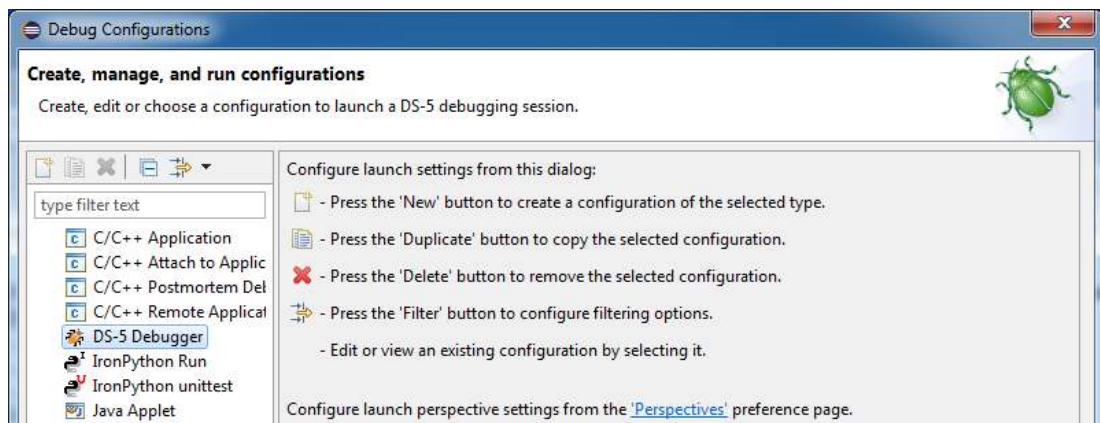 Debug Configurations
Create, manage, and run configurations
Create, edit or choose a configuration to launch a DS-5 debugging session.
type filter text
C/C++ Application
C/C++ Attach to Applic
C/C++ Postmortem Del
C/C++ Remote Applicat
DS-5 Debugger
IronPython Run
IronPython unittest
Java Applet
Configure launch settings from this dialog:
- Press the 'New' button to create a configuration of the selected type.
- Press the 'Duplicate' button to copy the selected configuration.
- Press the 'Delete' button to remove the selected configuration.
- Press the 'Filter' button to configure filtering options.
- Edit or view an existing configuration by selecting it.
Configure launch perspective settings from the 'Perspectives' preference page.